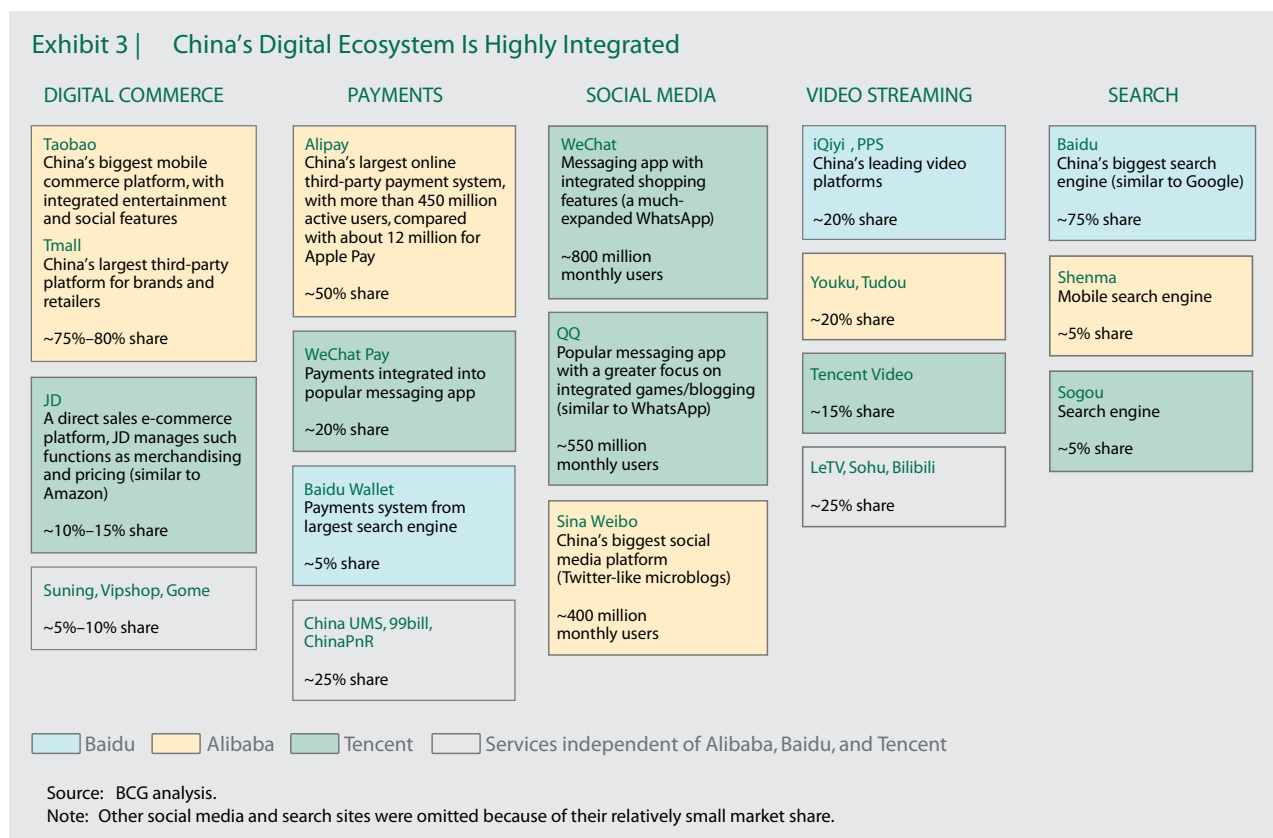 Exhibit 3 | China's Digital Ecosystem Is Highly Integrated
DIGITAL COMMERCE
Taobao
China's biggest mobile
commerce platform, with
integrated entertainment
and social features
Tmall
China's largest third-party
platform for brands and
retailers
~75%–80% share
JD
A direct sales e-commerce
platform, JD manages such
functions as merchandising
and pricing (similar to
Amazon)
~10%–15% share
Suning, Vipshop, Gome
~5%–10% share
PAYMENTS
Alipay
China's largest online
third-party payment system,
with more than 450 million
active users, compared
with about 12 million for
Apple Pay
~50% share
WeChat Pay
Payments integrated into
popular messaging app
~20% share
Baidu Wallet
Payments system from
largest search engine
~5% share
China UMS, 99bill,
ChinaPnR
~25% share
SOCIAL MEDIA
WeChat
Messaging app with
integrated shopping
features (a much-
expanded WhatsApp)
~800 million
monthly users
QQ
Popular messaging app
with a greater focus on
integrated games/blogging
(similar to WhatsApp)
~550 million
monthly users
Sina Weibo
China's biggest social
media platform
(Twitter-like microblogs)
~400 million
monthly users
VIDEO STREAMING
iQiyi , PPS
China's leading video
platforms
~20% share
Youku, Tudou
~20% share
Tencent Video
~15% share
LeTV, Sohu, Bilibili
~25% share
SEARCH
Baidu
China's biggest search
engine (similar to Google)
~75% share
Shenma
Mobile search engine
~5% share
Sogou
Search engine
~5% share
Baidu Alibaba Tencent Services independent of Alibaba, Baidu, and Tencent
Source: BCG analysis.
Note: Other social media and search sites were omitted because of their relatively small market share.